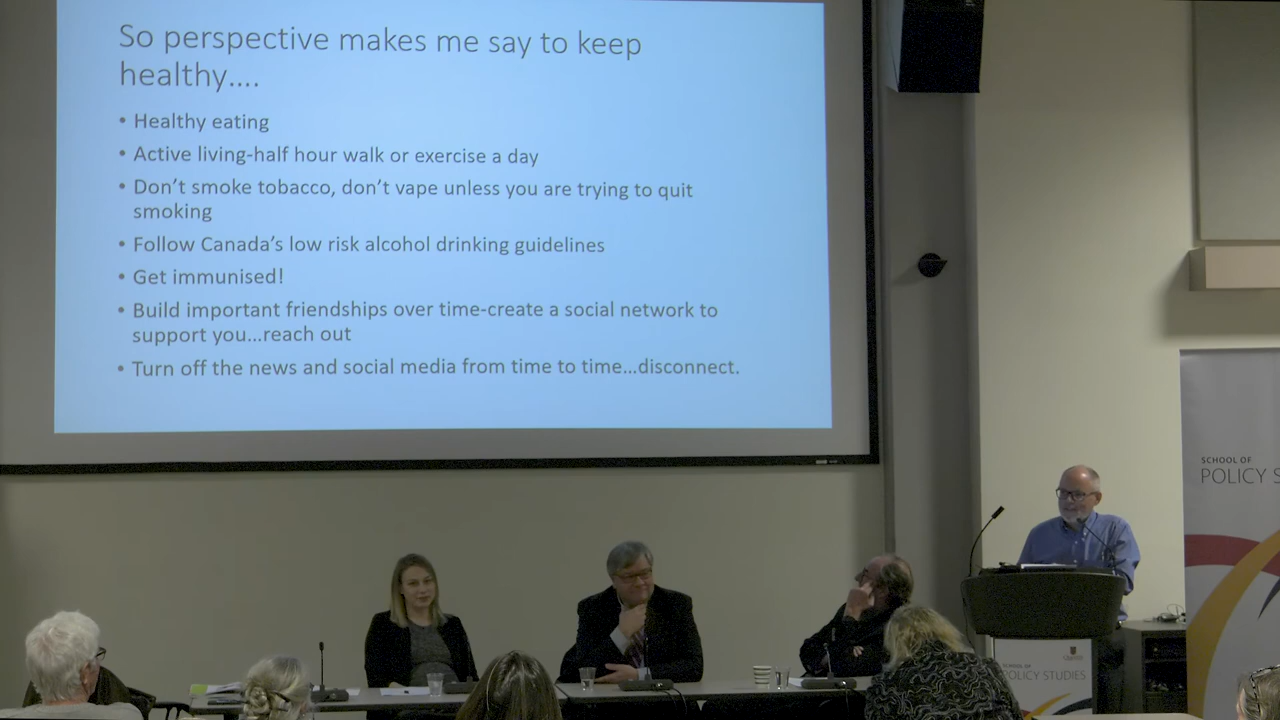 So perspective makes me say to keep
healthy....
• Healthy eating
• Active living-half hour walk or exercise a day
• Don't smoke tobacco, don't vape unless you are trying to quit
smoking
• Follow Canada's low risk alcohol drinking guidelines
• Get immunised!
• Build important friendships over time-create a social network to
support you...reach out
• Turn off the news and social media from time to time...disconnect.
SCHOOL OF
POLICY S
SCHOOL OF
POLICY STUDIES